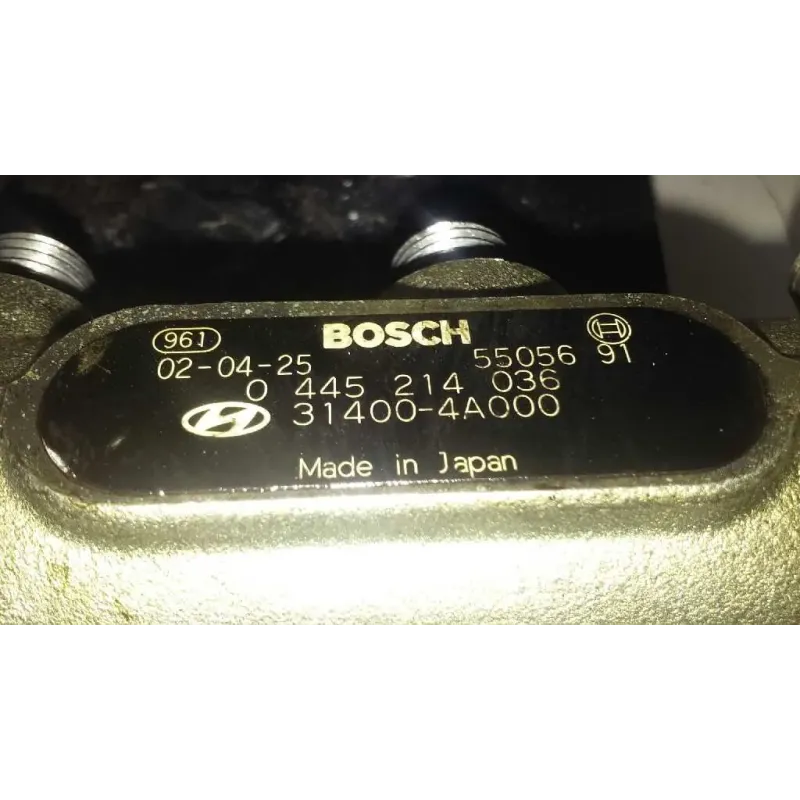 961 BOSCH
02-04-25 55056 91
0 445 214 036
31400-4A000
Made in Japan